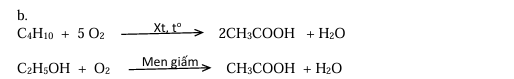 b.
C₄H₁₀ + 5 O₂ —Xt, t°→ 2CH₃COOH + H₂O
C₂H₅OH + O₂ —Men giấm→ CH₃COOH + H₂O